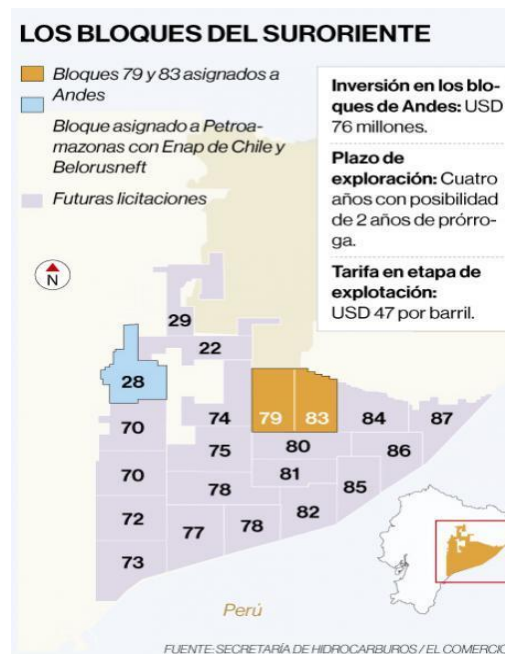 LOS BLOQUES DEL SURORIENTE
Bloques 79 y 83 asignados a
Andes
Bloque asignado a Petroa-
mazonas con Enap de Chile y
Belorusneft
Futuras licitaciones
Inversión en los blo-
ques de Andes: USD
76 millones.
Plazo de
exploración: Cuatro
años con posibilidad
de 2 años de prórro-
ga.
Tarifa en etapa de
explotación:
USD 47 por barril.
N
29
22
28
79
83
70
74
84
87
75
80
86
70
81
78
85
72
82
77
78
73
Perú
FUENTE: SECRETARÍA DE HIDROCARBUROS / EL COMERCIO